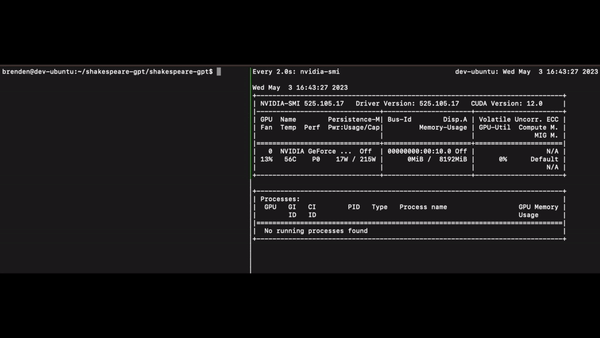 brenden@dev-ubuntu:~/shakespeare-gpt/shakespeare-gpt$
Every 2.0s: nvidia-smi dev-ubuntu: Wed May  3 16:43:27 2023
Wed May  3 16:43:27 2023
| NVIDIA-SMI 525.105.17 Driver Version: 525.105.17 CUDA Version: 12.0 |
| GPU Name Persistence-M| Bus-Id Disp.A | Volatile Uncorr. ECC |
| Fan Temp Perf Pwr:Usage/Cap| Memory-Usage | GPU-Util Compute M. |
| | | MIG M. |
| 0 NVIDIA GeForce ... Off | 00000000:00:10.0 Off | N/A |
| 13% 56C P0 17W / 215W | 0MiB / 8192MiB | 0% Default |
| | | N/A |
| Processes: |
| GPU GI CI PID Type Process name GPU Memory |
| ID ID Usage |
| No running processes found |